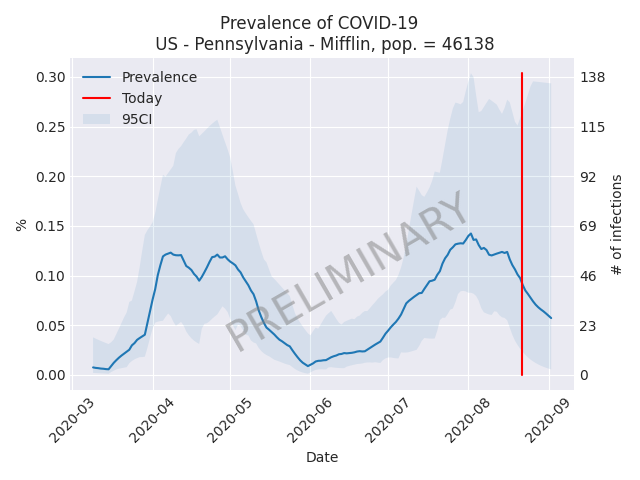 Prevalence of COVID-19
US - Pennsylvania - Mifflin, pop. = 46138
Prevalence
Today
95CI
PRELIMINARY
%
0.30
0.25
0.20
0.15
0.10
0.05
0.00
138
115
92
69
46
23
0
# of infections
2020-03
2020-04
2020-05
2020-06
2020-07
2020-08
2020-09
Date